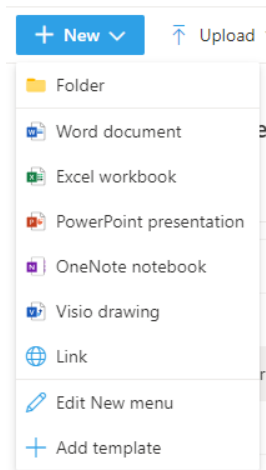 New
Upload
Folder
Word document
Excel workbook
PowerPoint presentation
OneNote notebook
Visio drawing
Link
Edit New menu
Add template